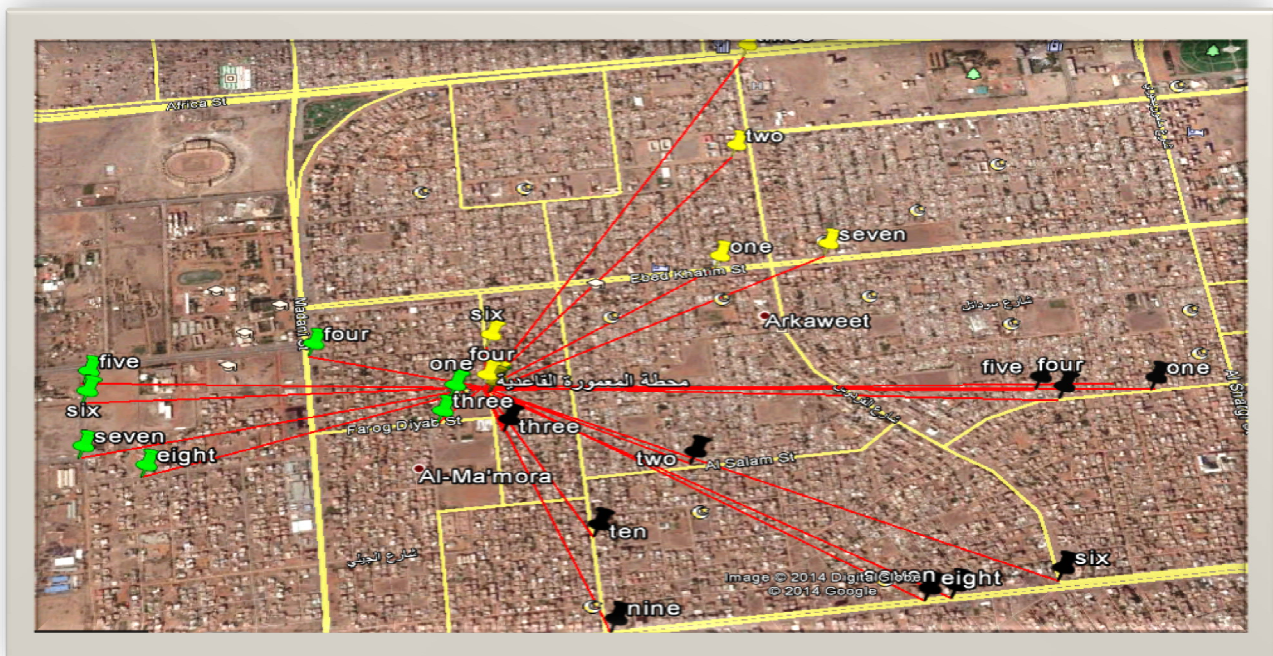 Africa St
two
one
seven
Ebed Khatim St
six
Arkaweet
four
four
one
five
محطة المعمورة القاعدية
five
four
one
six
three
three
Farog Diyab St
seven
eight
two
Al Salam St
Al-Ma'mora
ten
six
seven
eight
Image © 2014 DigitalGlobe
© 2014 Google
nine